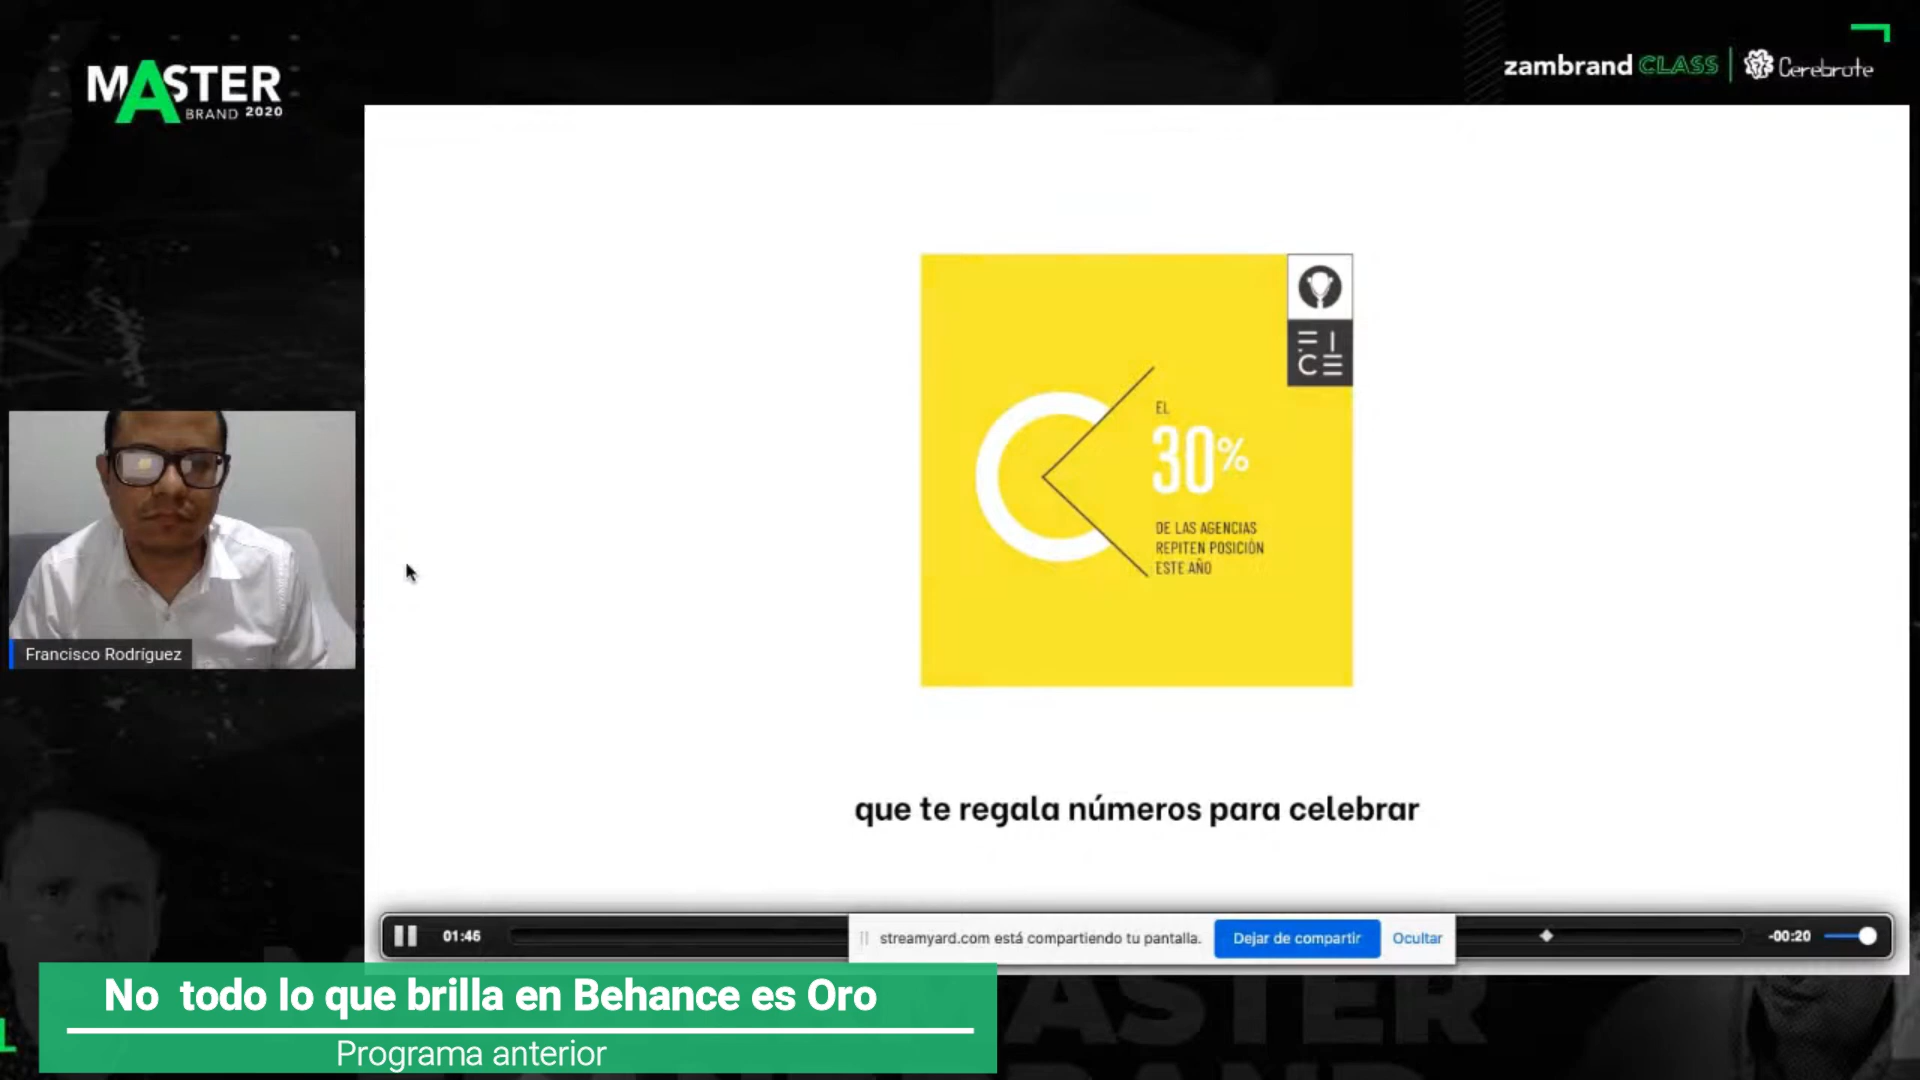 MASTER
BRAND 2020
zambrand CLASS
Cerebrote
EL
30%
DE LAS AGENCIAS
REPITEN POSICIÓN
ESTE AÑO
Francisco Rodríguez
que te regala números para celebrar
01:46
streamyard.com está compartiendo tu pantalla.
Dejar de compartir
Ocultar
-00:20
No todo lo que brilla en Behance es Oro
Programa anterior
MASTER